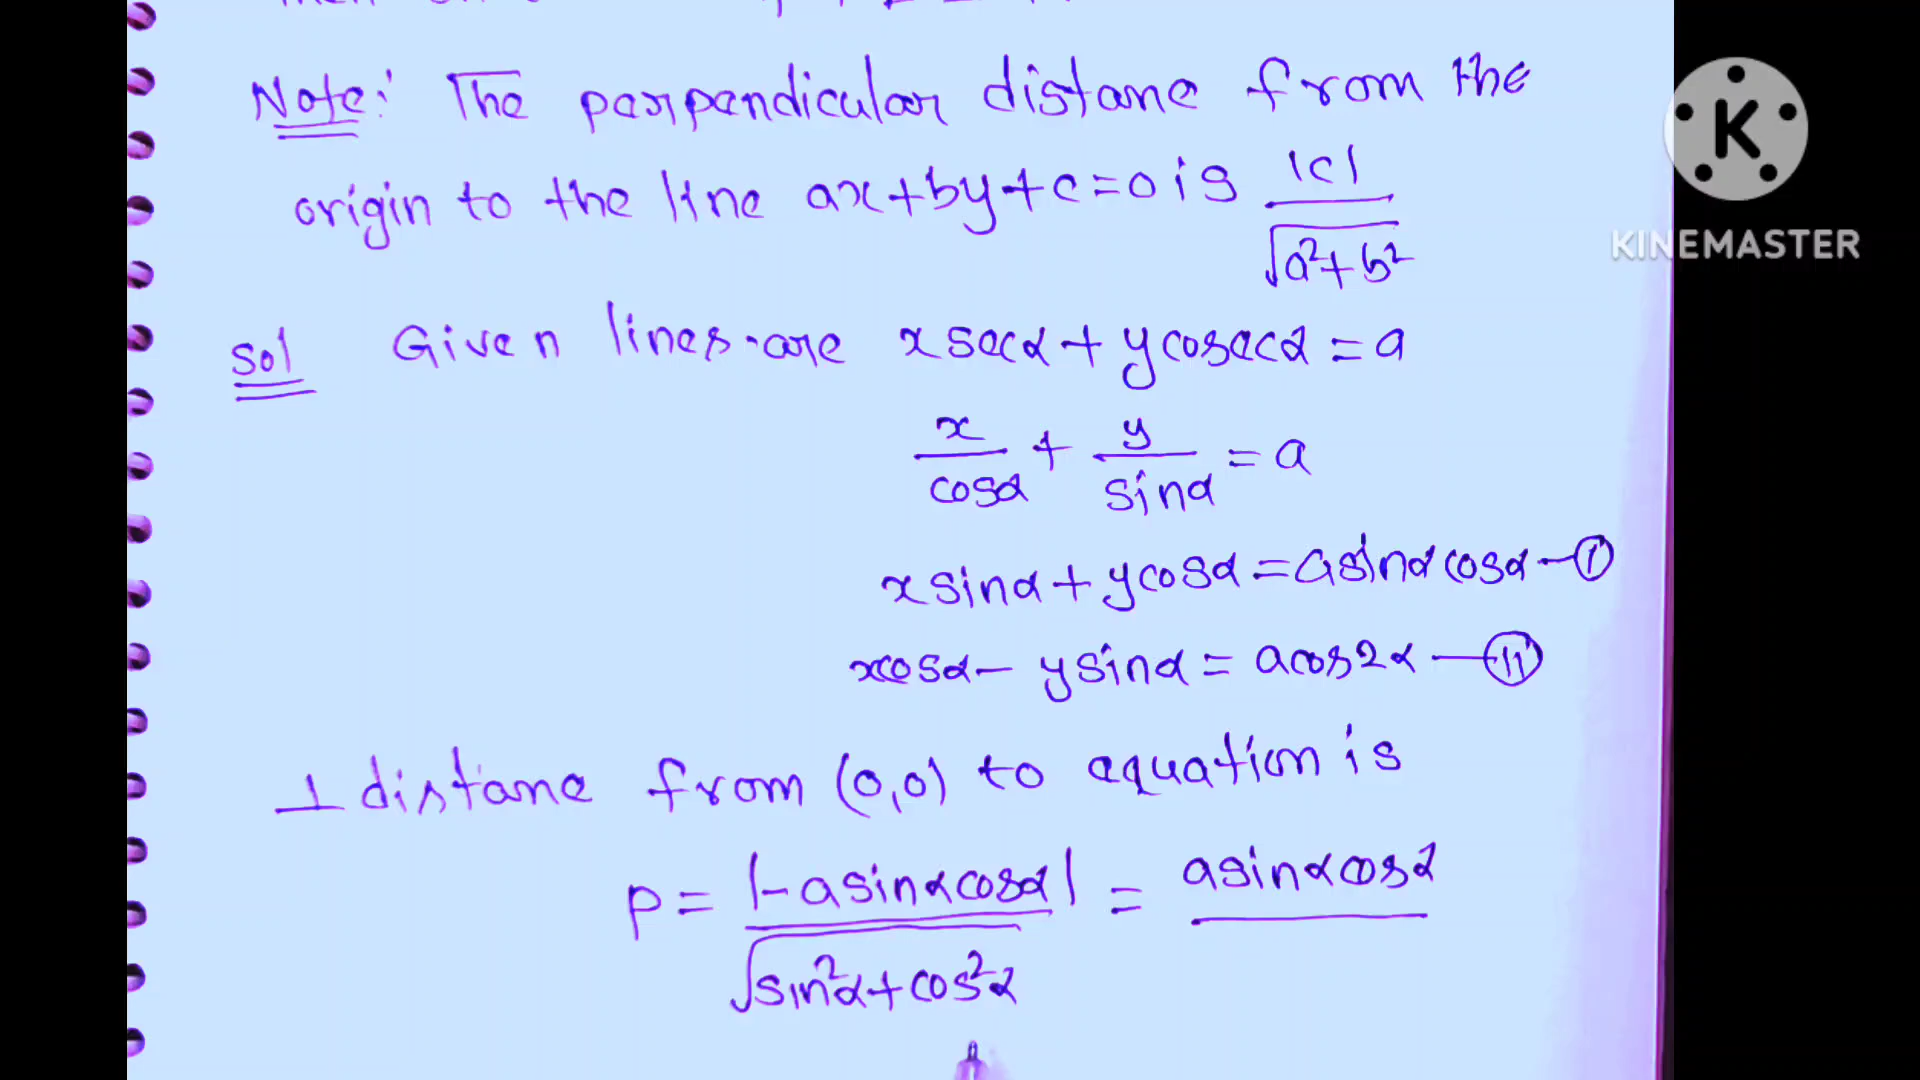 Note: The perpendicular distane from the
origin to the line ax+by+c=0 is |c| / √a²+b²
Sol Given lines are x secα + y cosecα = a
x/cosα + y/sinα = a
x sinα + y cosα = a sinα cosα — (I)
x cosα - y sinα = a cos2α — (II)
⊥ distane from (0,0) to equation is
P = |-a sinα cosα| / √sin²α + cos²α = a sinα cosα
K
KINEMASTER